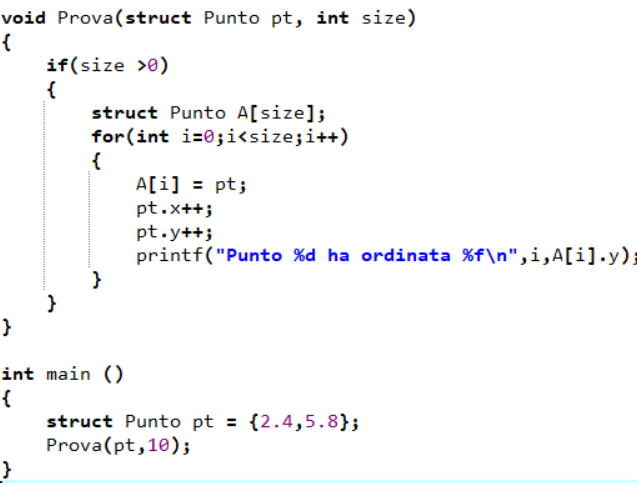 void Prova(struct Punto pt, int size)
{
    if(size >0)
    {
        struct Punto A[size];
        for(int i=0;i<size;i++)
        {
            A[i] = pt;
            pt.x++;
            pt.y++;
            printf("Punto %d ha ordinata %f\n",i,A[i].y);
        }
    }
}

int main ()
{
    struct Punto pt = {2.4,5.8};
    Prova(pt,10);
}